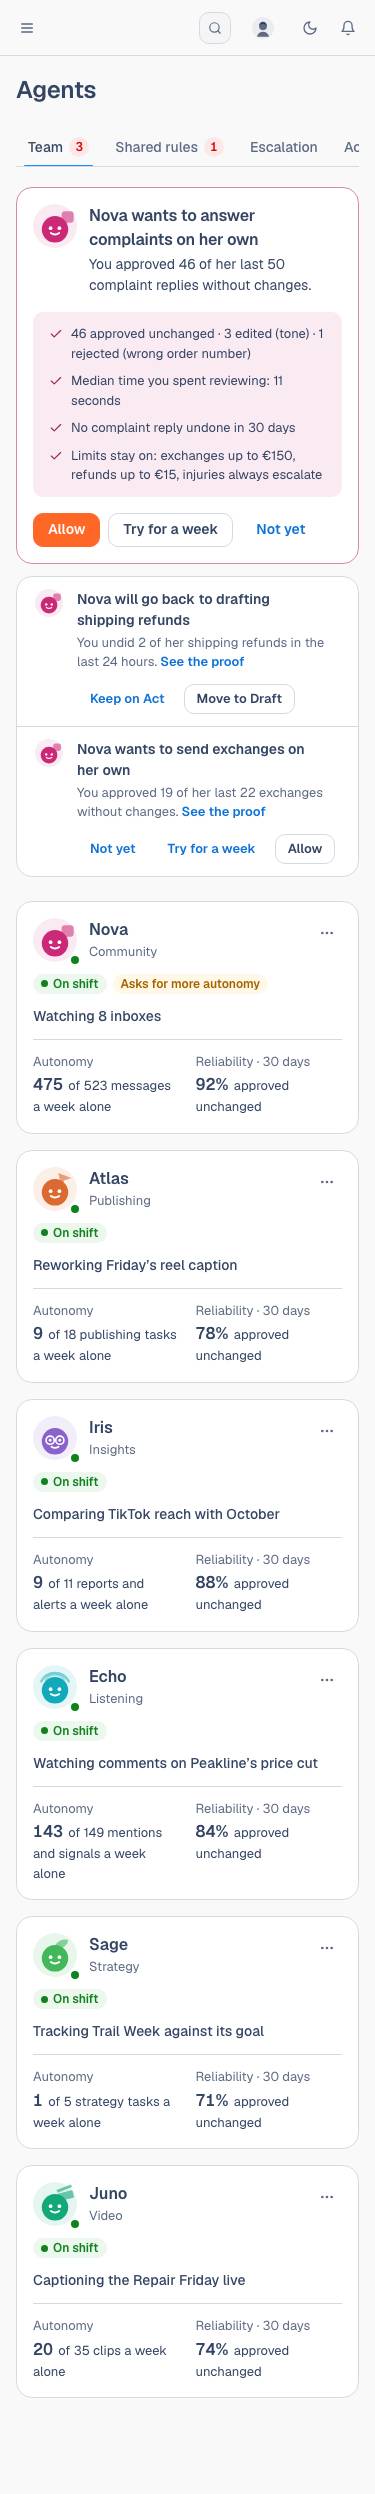 Agents
Team 3
Shared rules 1
Escalation
Ac
Nova wants to answer
complaints on her own
You approved 46 of her last 50
complaint replies without changes.
46 approved unchanged · 3 edited (tone) · 1
rejected (wrong order number)
Median time you spent reviewing: 11
seconds
No complaint reply undone in 30 days
Limits stay on: exchanges up to €150,
refunds up to €15, injuries always escalate
Allow
Try for a week
Not yet
Nova will go back to drafting
shipping refunds
You undid 2 of her shipping refunds in the
last 24 hours. See the proof
Keep on Act
Move to Draft
Nova wants to send exchanges on
her own
You approved 19 of her last 22 exchanges
without changes. See the proof
Not yet
Try for a week
Allow
Nova
Community
On shift
Asks for more autonomy
Watching 8 inboxes
Autonomy
475 of 523 messages
a week alone
Reliability · 30 days
92% approved
unchanged
Atlas
Publishing
On shift
Reworking Friday's reel caption
Autonomy
9 of 18 publishing tasks
a week alone
Reliability · 30 days
78% approved
unchanged
Iris
Insights
On shift
Comparing TikTok reach with October
Autonomy
9 of 11 reports and
alerts a week alone
Reliability · 30 days
88% approved
unchanged
Echo
Listening
On shift
Watching comments on Peakline's price cut
Autonomy
143 of 149 mentions
and signals a week
alone
Reliability · 30 days
84% approved
unchanged
Sage
Strategy
On shift
Tracking Trail Week against its goal
Autonomy
1 of 5 strategy tasks a
week alone
Reliability · 30 days
71% approved
unchanged
Juno
Video
On shift
Captioning the Repair Friday live
Autonomy
20 of 35 clips a week
alone
Reliability · 30 days
74% approved
unchanged